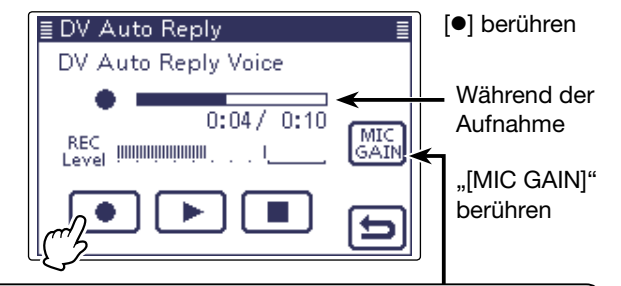 DV Auto Reply
[●] berühren
DV Auto Reply Voice
Während der
Aufnahme
0:04 / 0:10
REC
Level
MIC
GAIN
„[MIC GAIN]“
berühren